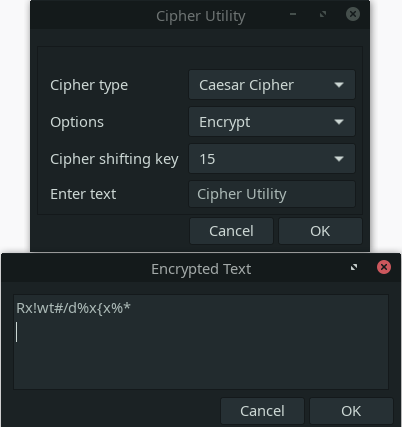 Cipher Utility
Cipher type Caesar Cipher
Options Encrypt
Cipher shifting key 15
Enter text Cipher Utility
Cancel OK
Encrypted Text
Rx!wt#/d%x{x%*
Cancel OK